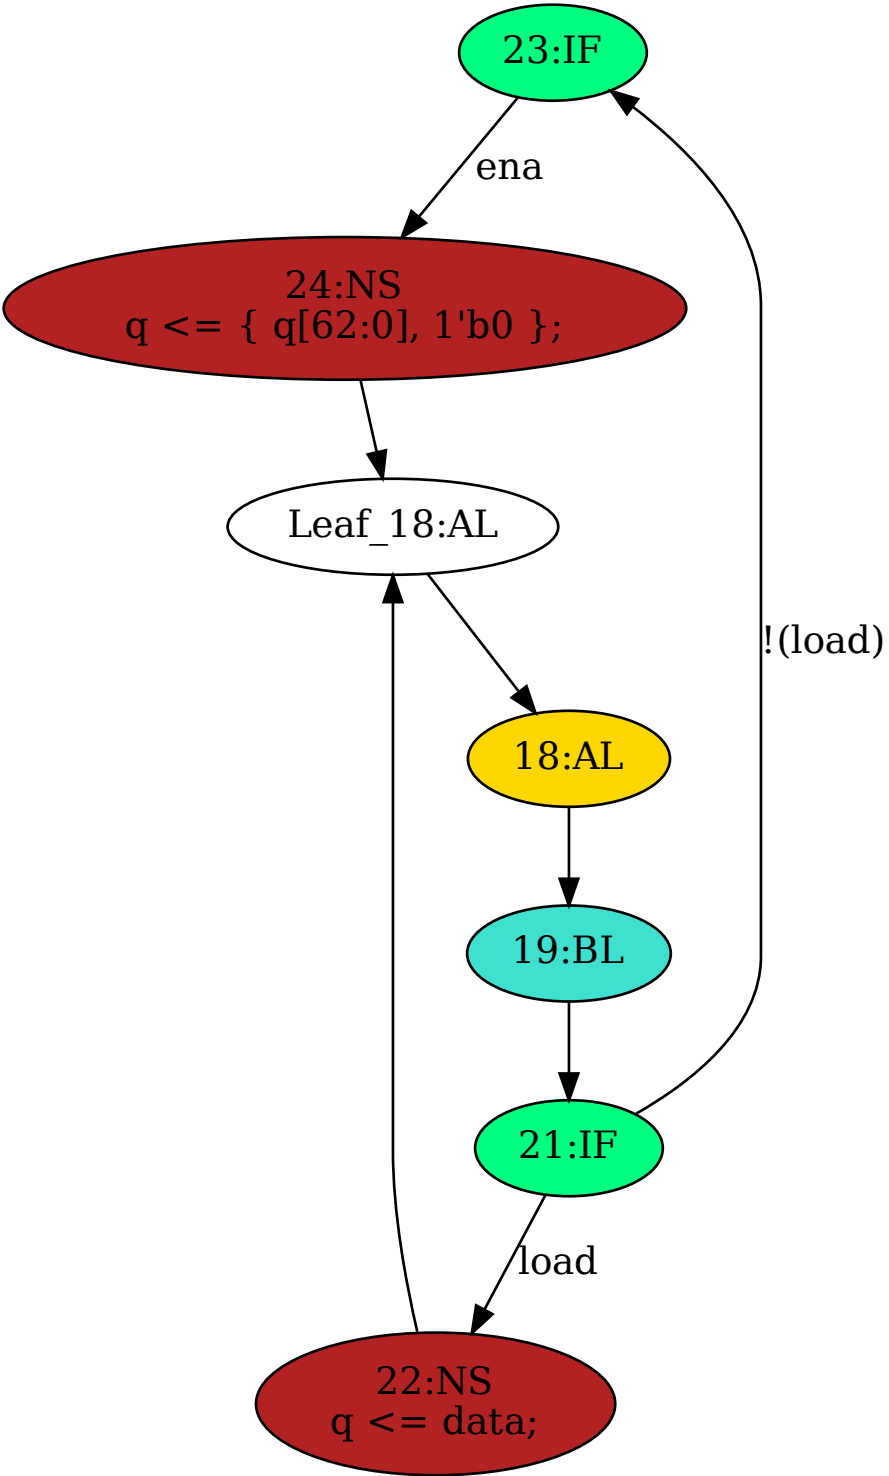 23:IF
ena
24:NS
q <= { q[62:0], 1'b0 };
Leaf_18:AL
!(load)
18:AL
19:BL
21:IF
load
22:NS
q <= data;